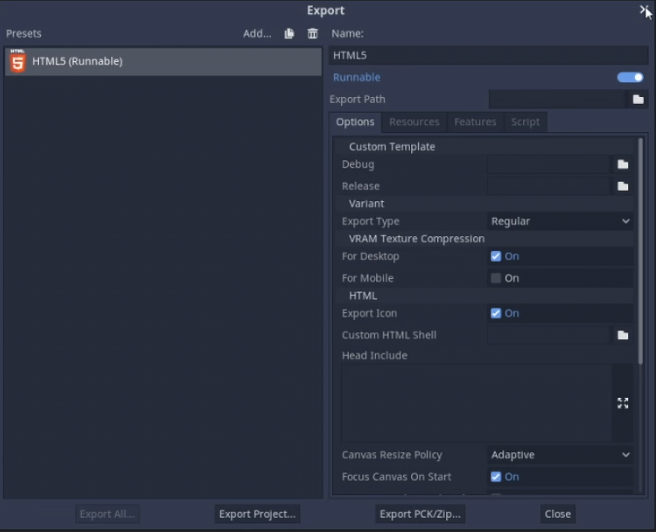 Export
Presets
Add...
HTML
5
HTML5 (Runnable)
Name:
HTML5
Runnable
Export Path
Options Resources Features Script
Custom Template
Debug
Release
Variant
Export Type Regular
VRAM Texture Compression
For Desktop On
For Mobile On
HTML
Export Icon On
Custom HTML Shell
Head Include
Canvas Resize Policy Adaptive
Focus Canvas On Start On
Export All... Export Project... Export PCK/Zip... Close